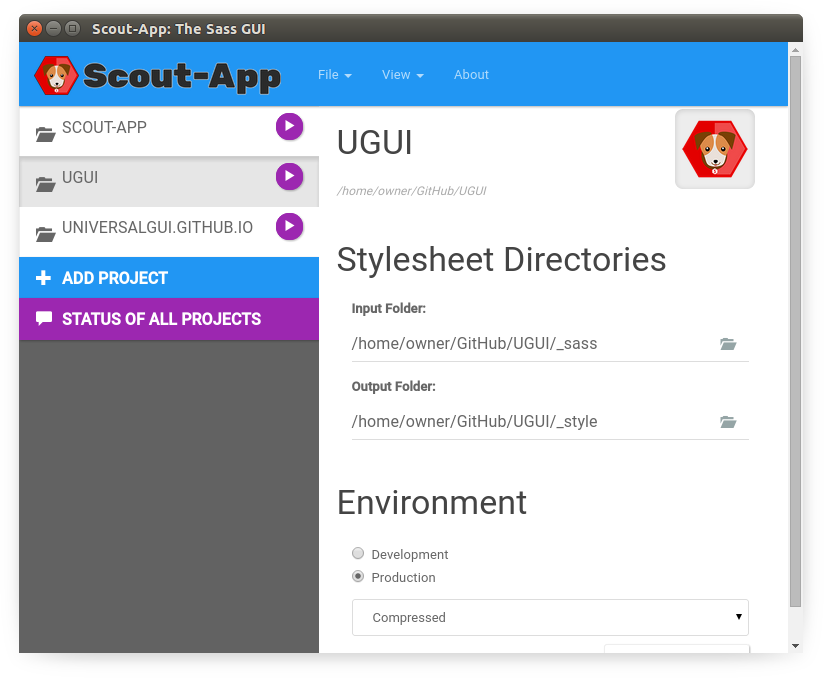 Scout-App: The Sass GUI
Scout-App
File
View
About
SCOUT-APP
UGUI
UNIVERSALGUI.GITHUB.IO
ADD PROJECT
STATUS OF ALL PROJECTS
UGUI
/home/owner/GitHub/UGUI
Stylesheet Directories
Input Folder:
/home/owner/GitHub/UGUI/_sass
Output Folder:
/home/owner/GitHub/UGUI/_style
Environment
Development
Production
Compressed